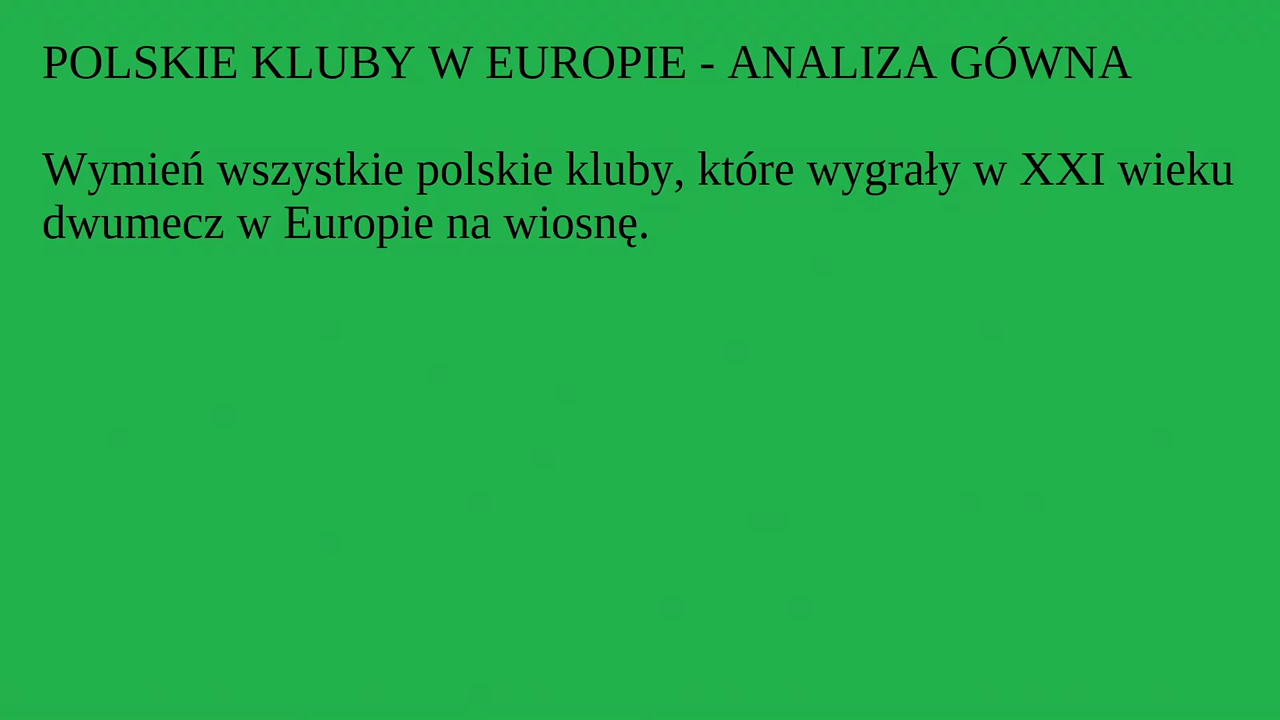 POLSKIE KLUBY W EUROPIE - ANALIZA GÓWNA
Wymień wszystkie polskie kluby, które wygrały w XXI wieku
dwumecz w Europie na wiosnę.